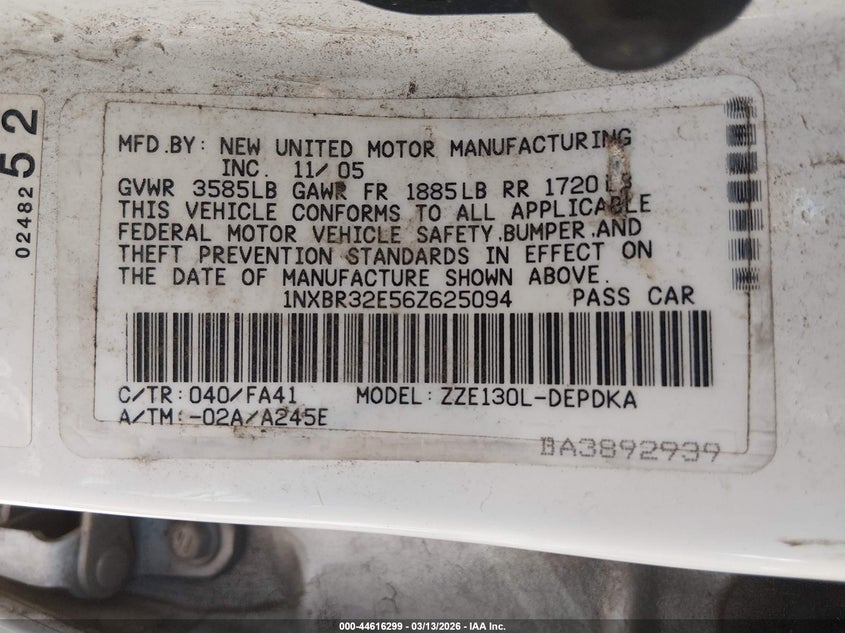 02482 52
MFD.BY: NEW UNITED MOTOR MANUFACTURING
INC. 11/05
GVWR 3585LB GAWR FR 1885LB RR 1720LB
THIS VEHICLE CONFORMS TO ALL APPLICABLE
FEDERAL MOTOR VEHICLE SAFETY,BUMPER,AND
THEFT PREVENTION STANDARDS IN EFFECT ON
THE DATE OF MANUFACTURE SHOWN ABOVE.
1NXBR32E56Z625094 PASS CAR
C/TR:040/FA41 MODEL:ZZE130L-DEPDKA
A/TM:-02A/A245E
BA3892939
000-44616299 - 03/13/2026 - IAA Inc.